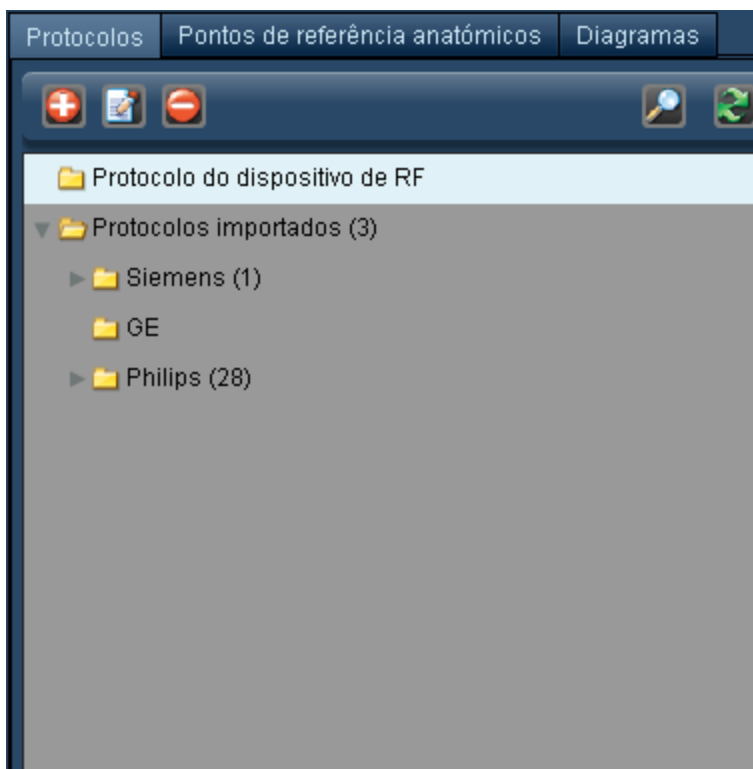 Protocolos Pontos de referência anatómicos Diagramas
Protocolo do dispositivo de RF
Protocolos importados (3)
Siemens (1)
GE
Philips (28)